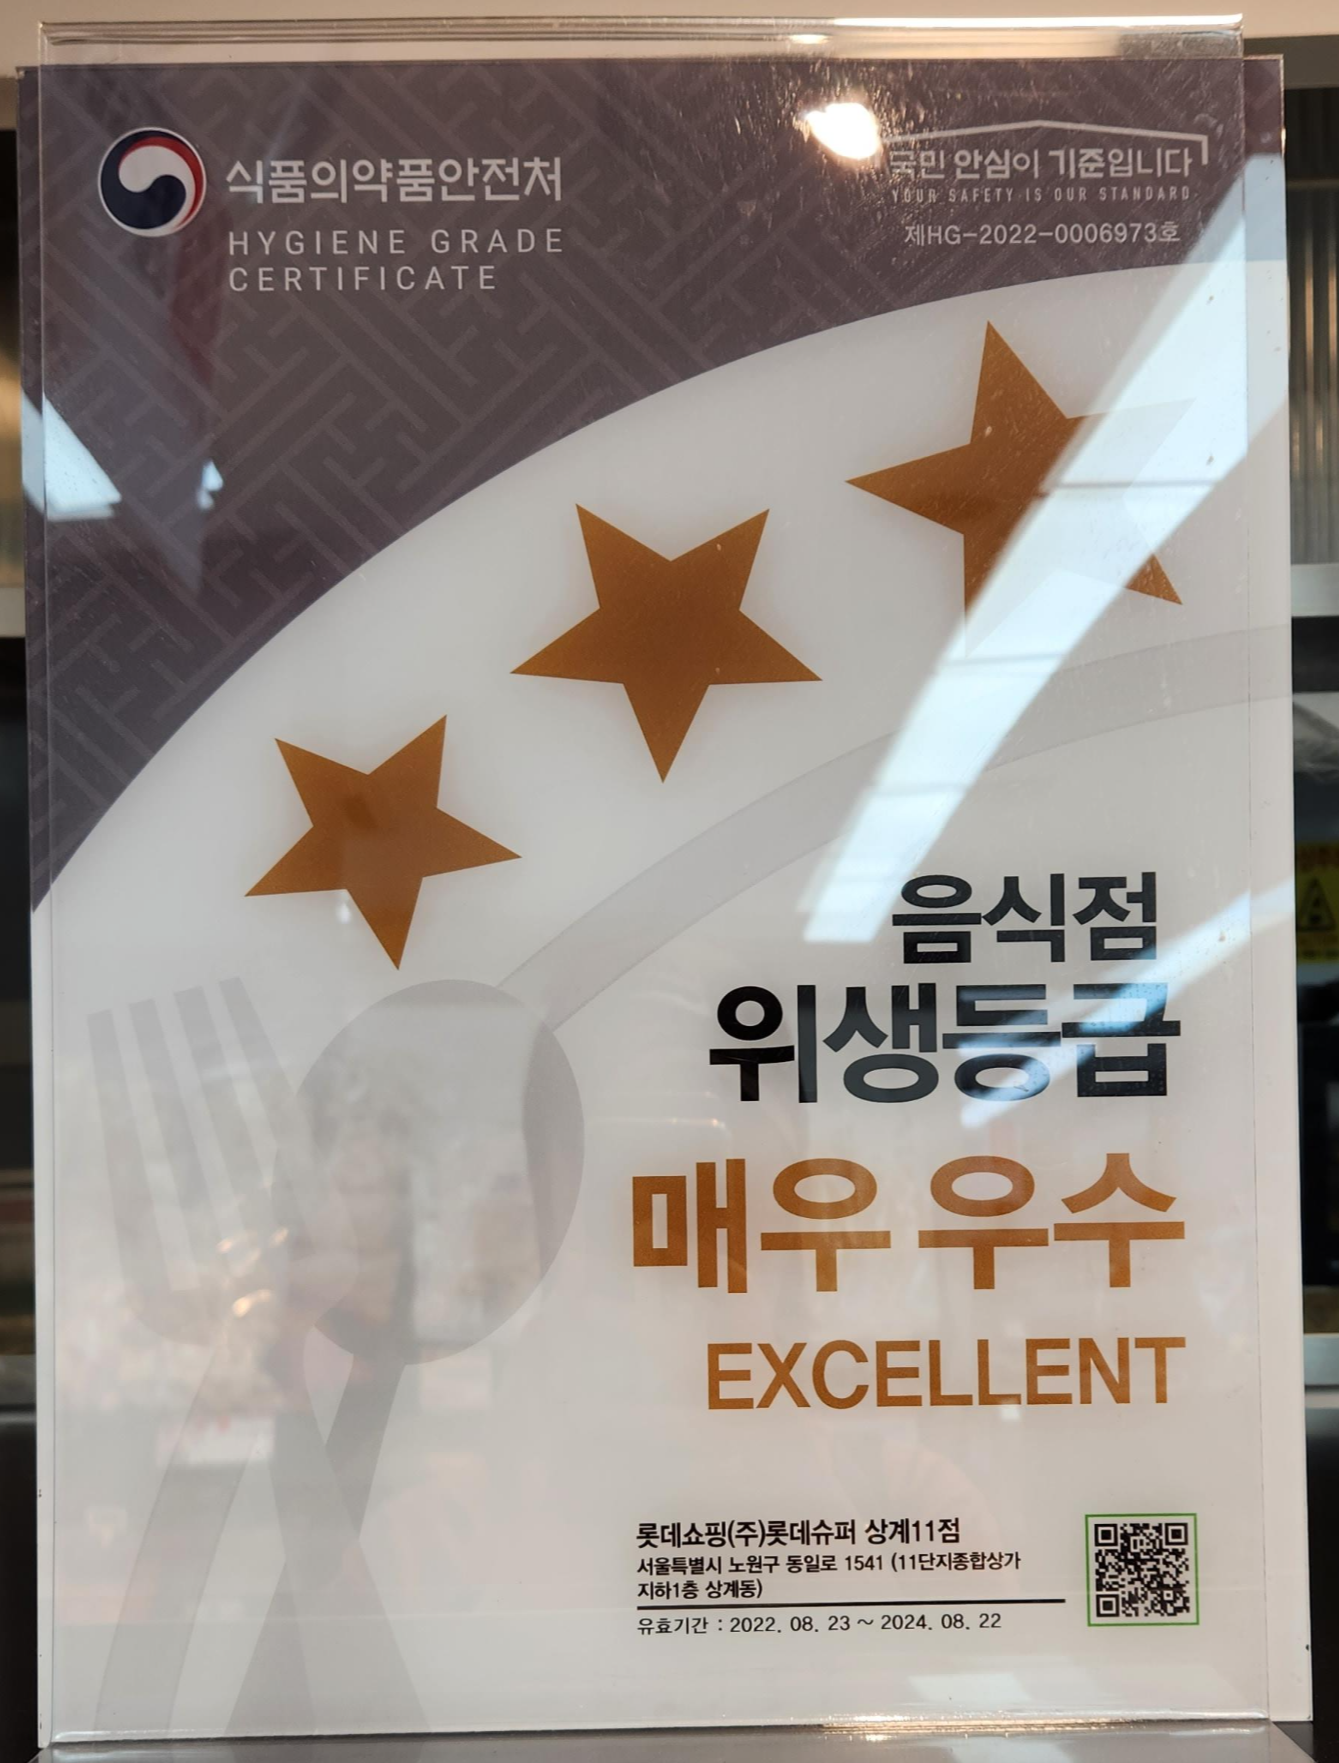 식품의약품안전처
HYGIENE GRADE
CERTIFICATE
국민 안심이 기준입니다
YOUR SAFETY IS OUR STANDARD
제HG-2022-0006973호
음식점
위생등급
매우 우수
EXCELLENT
롯데쇼핑(주)롯데슈퍼 상계11점
서울특별시 노원구 동일로 1541 (11단지종합상가
지하1층 상계동)
유효기간 : 2022. 08. 23 ~ 2024. 08. 22